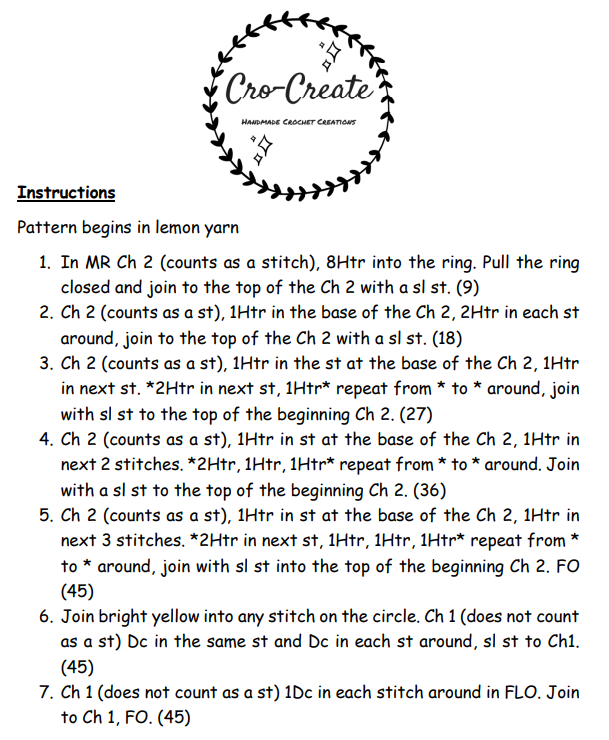 Cro-Create
Handmade Crochet Creations
Instructions
Pattern begins in lemon yarn
1. In MR Ch 2 (counts as a stitch), 8Htr into the ring. Pull the ring
closed and join to the top of the Ch 2 with a sl st. (9)
2. Ch 2 (counts as a st), 1Htr in the base of the Ch 2, 2Htr in each st
around, join to the top of the Ch 2 with a sl st. (18)
3. Ch 2 (counts as a st), 1Htr in the st at the base of the Ch 2, 1Htr
in next st. *2Htr in next st, 1Htr* repeat from * to * around, join
with sl st to the top of the beginning Ch 2. (27)
4. Ch 2 (counts as a st), 1Htr in st at the base of the Ch 2, 1Htr in
next 2 stitches. *2Htr, 1Htr, 1Htr* repeat from * to * around. Join
with a sl st to the top of the beginning Ch 2. (36)
5. Ch 2 (counts as a st), 1Htr in st at the base of the Ch 2, 1Htr in
next 3 stitches. *2Htr in next st, 1Htr, 1Htr, 1Htr* repeat from *
to * around, join with sl st into the top of the beginning Ch 2. FO
(45)
6. Join bright yellow into any stitch on the circle. Ch 1 (does not count
as a st) Dc in the same st and Dc in each st around, sl st to Ch1.
(45)
7. Ch 1 (does not count as a st) 1Dc in each stitch around in FLO. Join
to Ch 1, FO. (45)